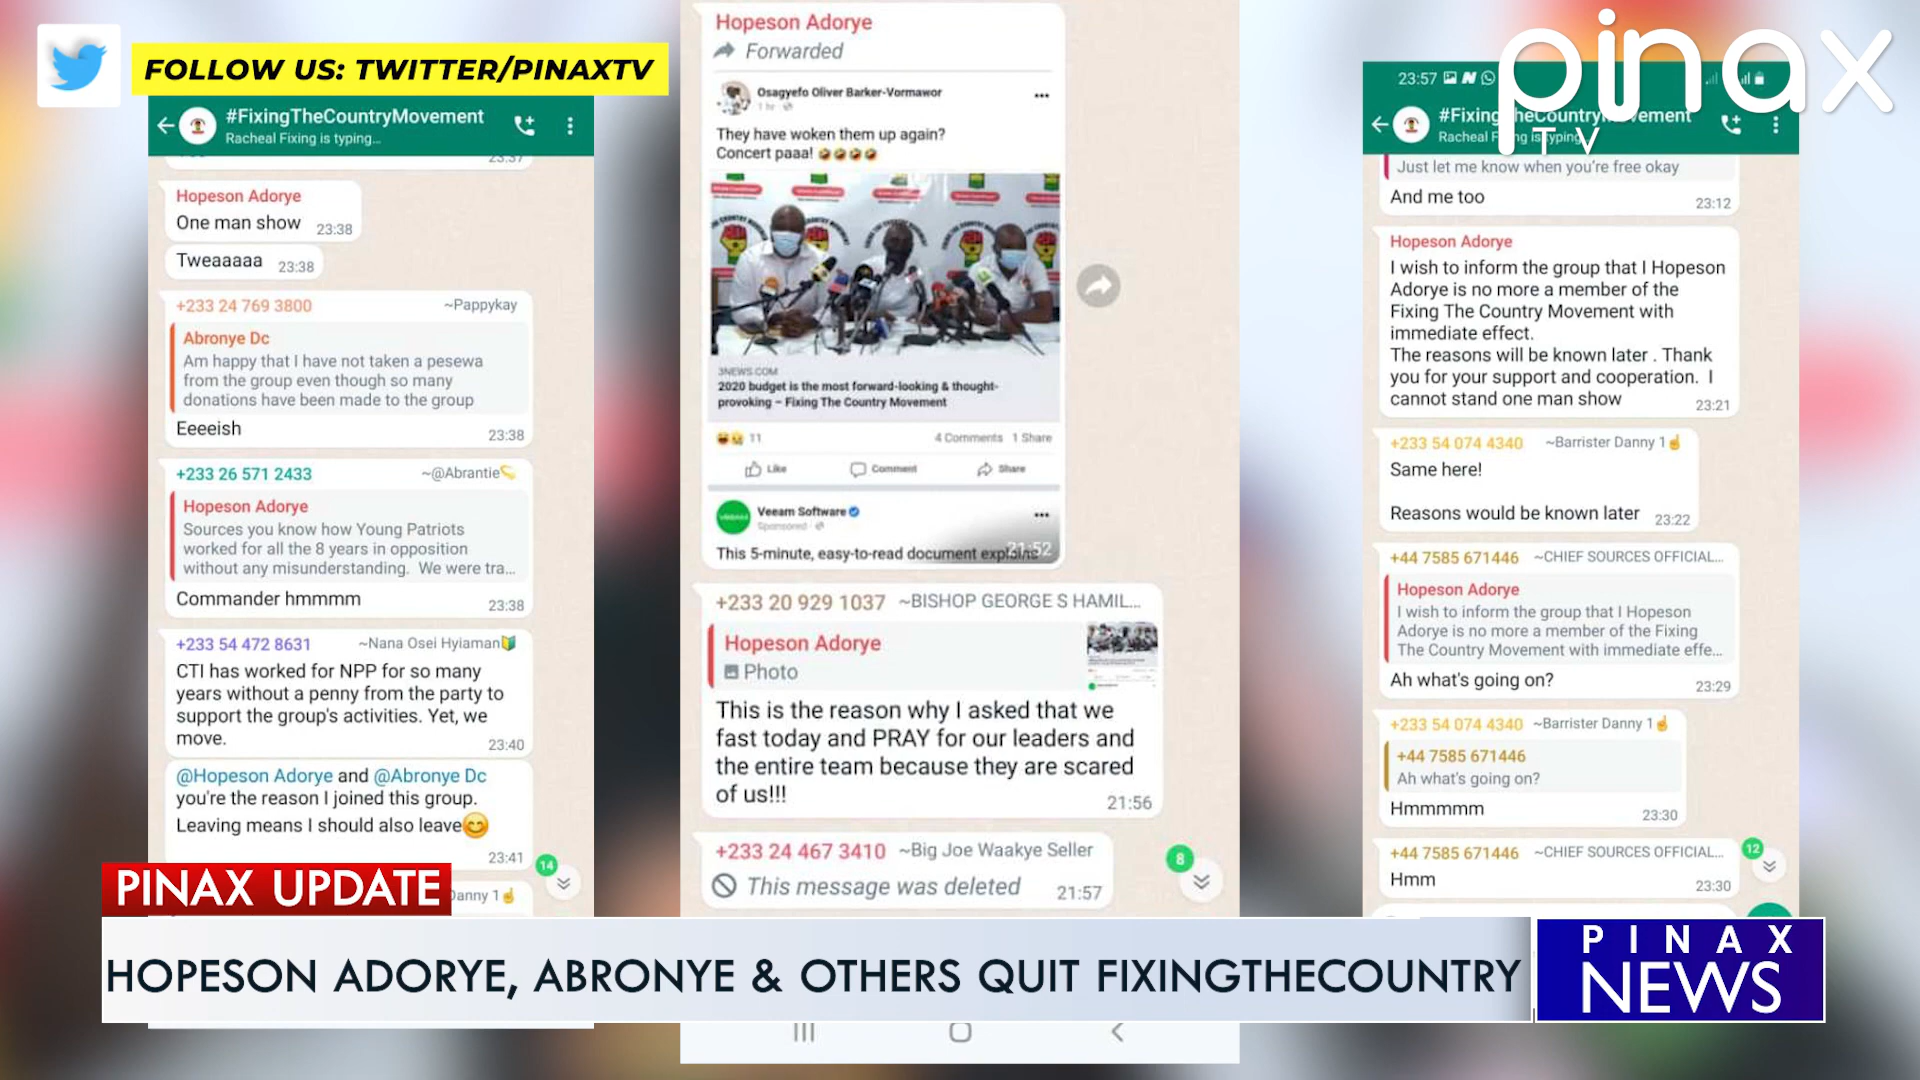 FOLLOW US: TWITTER/PINAXTV
#FixingTheCountryMovement
Racheal Fixing is typing...
23:37
Hopeson Adorye
One man show 23:38
Tweaaaaa 23:38
+233 24 769 3800 ~Pappykay
Abronye Dc
Am happy that I have not taken a pesewa
from the group even though so many
donations have been made to the group
Eeeeish 23:38
+233 26 571 2433 ~@Abrantie
Hopeson Adorye
Sources you know how Young Patriots
worked for all the 8 years in opposition
without any misunderstanding. We were tra...
Commander hmmmm 23:38
+233 54 472 8631 ~Nana Osei Hyiaman
CTI has worked for NPP for so many
years without a penny from the party to
support the group's activities. Yet, we
move. 23:40
@Hopeson Adorye and @Abronye Dc
you're the reason I joined this group.
Leaving means I should also leave😊
23:41
14
Danny 1☝
Hopeson Adorye
Forwarded
Osagyefo Oliver Barker-Vormawor
1 hr
They have woken them up again?
Concert paaa! 🤣🤣🤣🤣
3NEWS.COM
2020 budget is the most forward-looking & thought-
provoking – Fixing The Country Movement
11 4 Comments 1 Share
Like Comment Share
Veeam Software
Sponsored
This 5-minute, easy-to-read document explains
21:52
+233 20 929 1037 ~BISHOP GEORGE S HAMIL...
Hopeson Adorye
Photo
This is the reason why I asked that we
fast today and PRAY for our leaders and
the entire team because they are scared
of us!!!
21:56
+233 24 467 3410 ~Big Joe Waakye Seller
This message was deleted 21:57
8
pinax
TV
23:57
#FixingTheCountryMovement
Racheal Fixing is typing
Just let me know when you're free okay
And me too 23:12
Hopeson Adorye
I wish to inform the group that I Hopeson
Adorye is no more a member of the
Fixing The Country Movement with
immediate effect.
The reasons will be known later . Thank
you for your support and cooperation. I
cannot stand one man show 23:21
+233 54 074 4340 ~Barrister Danny 1☝
Same here!
Reasons would be known later 23:22
+44 7585 671446 ~CHIEF SOURCES OFFICIAL...
Hopeson Adorye
I wish to inform the group that I Hopeson
Adorye is no more a member of the Fixing
The Country Movement with immediate effe...
Ah what's going on? 23:29
+233 54 074 4340 ~Barrister Danny 1☝
+44 7585 671446
Ah what's going on?
Hmmmmm 23:30
+44 7585 671446 ~CHIEF SOURCES OFFICIAL...
Hmm 23:30
12
PINAX UPDATE
HOPESON ADORYE, ABRONYE & OTHERS QUIT FIXINGTHECOUNTRY
PINAX
NEWS